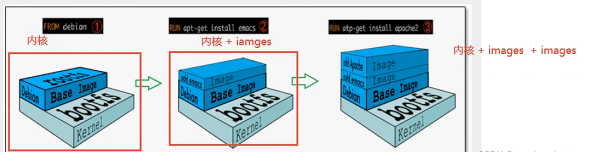 FROM debian ①
RUN apt-get install emacs ②
RUN atp-get install apache2 ③
内核
内核 + iamges
内核 + images + images
rootfs
Debian
Base Image
bootfs
Kernel
add emacs
Image
Debian
Base Image
bootfs
Kernel
add Apache
Image
add emacs
Image
Debian
Base Image
bootfs
Kernel